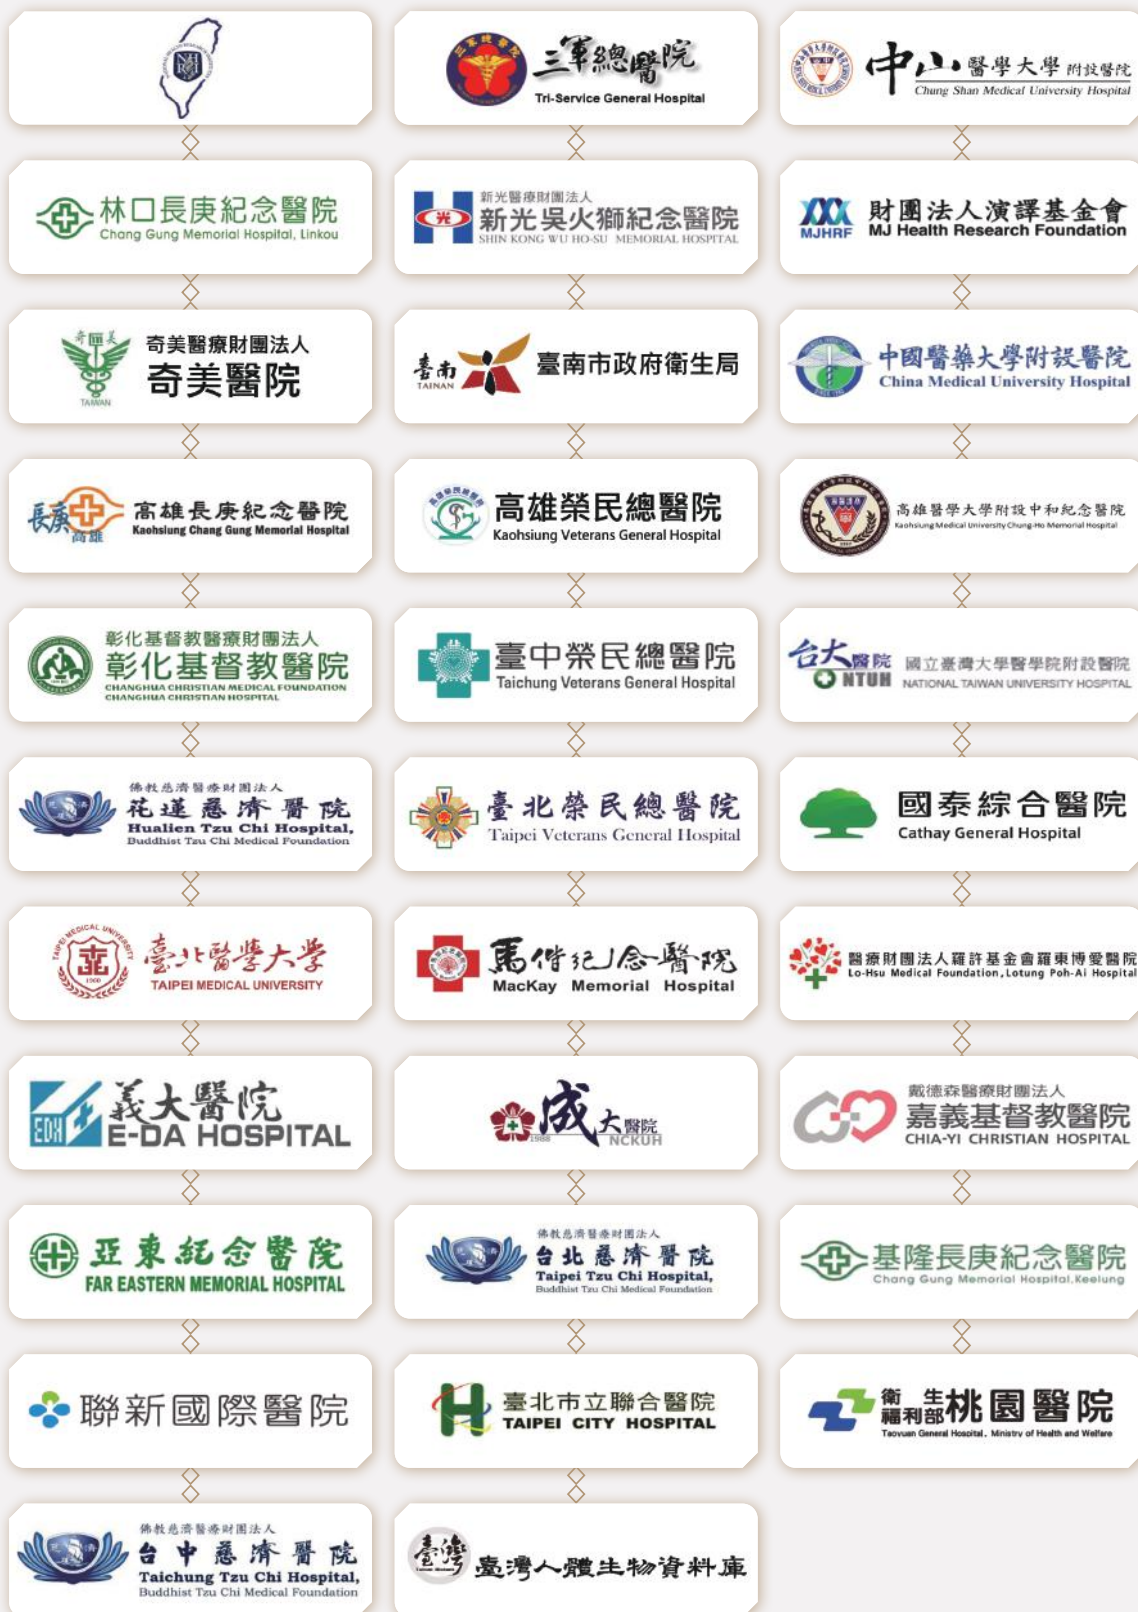 三軍總醫院
Tri-Service General Hospital
中山醫學大學 附設醫院
Chung Shan Medical University Hospital
林口長庚紀念醫院
Chang Gung Memorial Hospital, Linkou
新光醫療財團法人
新光吳火獅紀念醫院
SHIN KONG WU HO-SU MEMORIAL HOSPITAL
MJHRF
財團法人演譯基金會
MJ Health Research Foundation
奇美
TAIWAN
奇美醫療財團法人
奇美醫院
臺南
TAINAN
臺南市政府衛生局
中國醫藥大學附設醫院
China Medical University Hospital
長庚
高雄
高雄長庚紀念醫院
Kaohsiung Chang Gung Memorial Hospital
高雄榮民總醫院
Kaohsiung Veterans General Hospital
高雄醫學大學附設中和紀念醫院
Kaohsiung Medical University Chung-Ho Memorial Hospital
彰化基督教醫療財團法人
彰化基督教醫院
CHANGHUA CHRISTIAN MEDICAL FOUNDATION
CHANGHUA CHRISTIAN HOSPITAL
臺中榮民總醫院
Taichung Veterans General Hospital
台大醫院
NTUH
國立臺灣大學醫學院附設醫院
NATIONAL TAIWAN UNIVERSITY HOSPITAL
佛教慈濟醫療財團法人
花蓮慈濟醫院
Hualien Tzu Chi Hospital,
Buddhist Tzu Chi Medical Foundation
臺北榮民總醫院
Taipei Veterans General Hospital
國泰綜合醫院
Cathay General Hospital
TAIPEI MEDICAL UNIVERSITY
臺北醫學大學
TAIPEI MEDICAL UNIVERSITY
馬偕紀念醫院
MacKay Memorial Hospital
醫療財團法人羅許基金會羅東博愛醫院
Lo-Hsu Medical Foundation, Lotung Poh-Ai Hospital
EDH
義大醫院
E-DA HOSPITAL
成大醫院
1988 NCKUH
戴德森醫療財團法人
嘉義基督教醫院
CHIA-YI CHRISTIAN HOSPITAL
亞東紀念醫院
FAR EASTERN MEMORIAL HOSPITAL
佛教慈濟醫療財團法人
台北慈濟醫院
Taipei Tzu Chi Hospital,
Buddhist Tzu Chi Medical Foundation
基隆長庚紀念醫院
Chang Gung Memorial Hospital, Keelung
聯新國際醫院
臺北市立聯合醫院
TAIPEI CITY HOSPITAL
衛生福利部 桃園醫院
Taoyuan General Hospital, Ministry of Health and Welfare
佛教慈濟醫療財團法人
台中慈濟醫院
Taichung Tzu Chi Hospital,
Buddhist Tzu Chi Medical Foundation
臺灣
臺灣人體生物資料庫